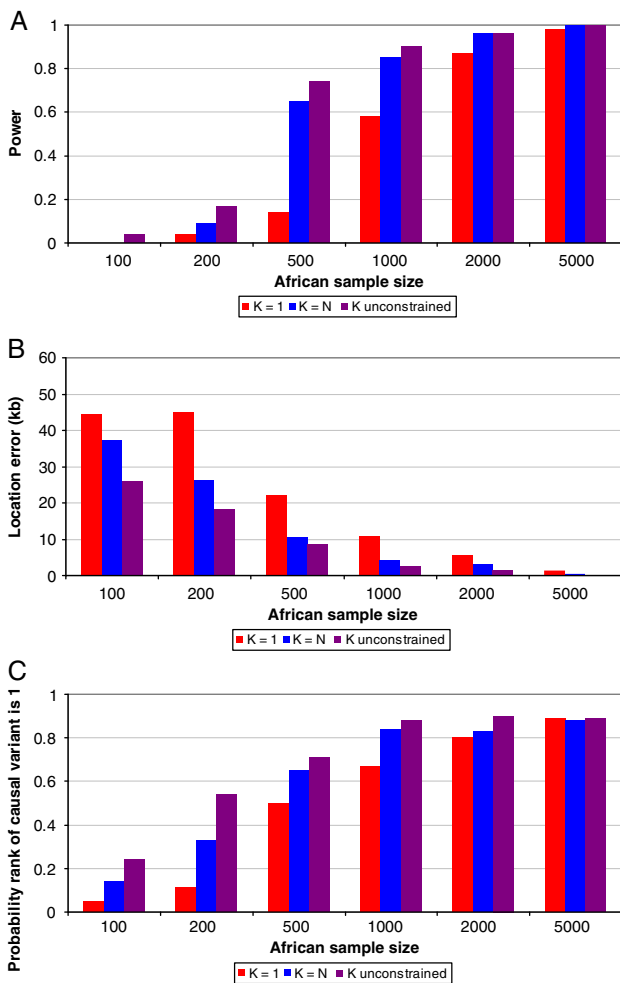 A
1
0.8
0.6
0.4
0.2
0
Power
100 200 500 1000 2000 5000
African sample size
K = 1 K = N K unconstrained
B
60
50
40
30
20
10
0
Location error (kb)
100 200 500 1000 2000 5000
African sample size
K = 1 K = N K unconstrained
C
1
0.8
0.6
0.4
0.2
0
Probability rank of causal variant is 1
100 200 500 1000 2000 5000
African sample size
K = 1 K = N K unconstrained